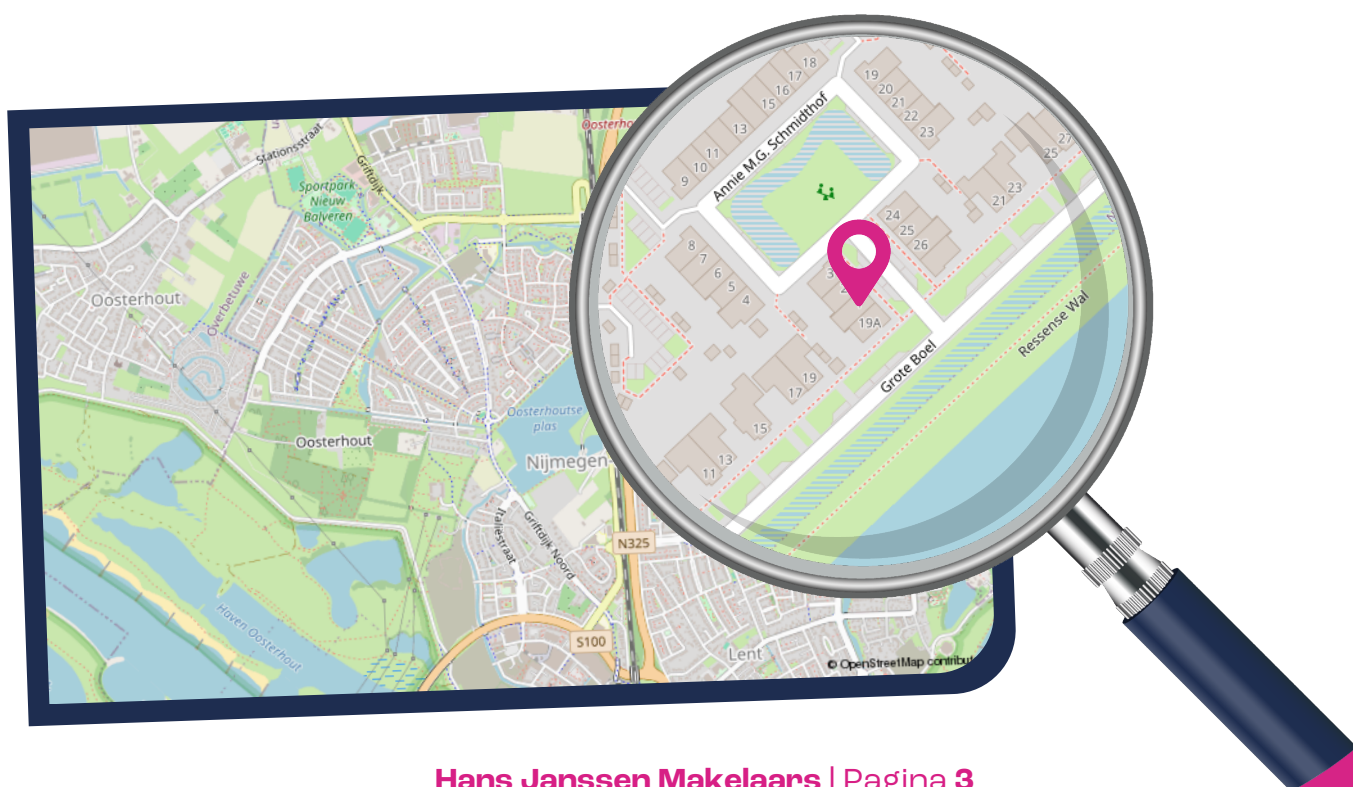 Stationsstraat
Griftdijk
Sportpark
Nieuw
Balveren
Oosterhout
Overbetuwe
Oosterhoutse
plas
Oosterhout
Nijmegen-
Italiëstraat
Griftdijk Noord
N325
Haven Oosterhout
S100
Lent
© OpenStreetMap contribut
18
17
16
15
13
11
10
9
Annie M.G. Schmidthof
19
20
21
22
23
27
25
23
21
24
25
26
8
7
6
5
4
3
19A
19
17
15
13
11
Grote Boel
Ressense Wal
Hans Janssen Makelaars | Pagina 3